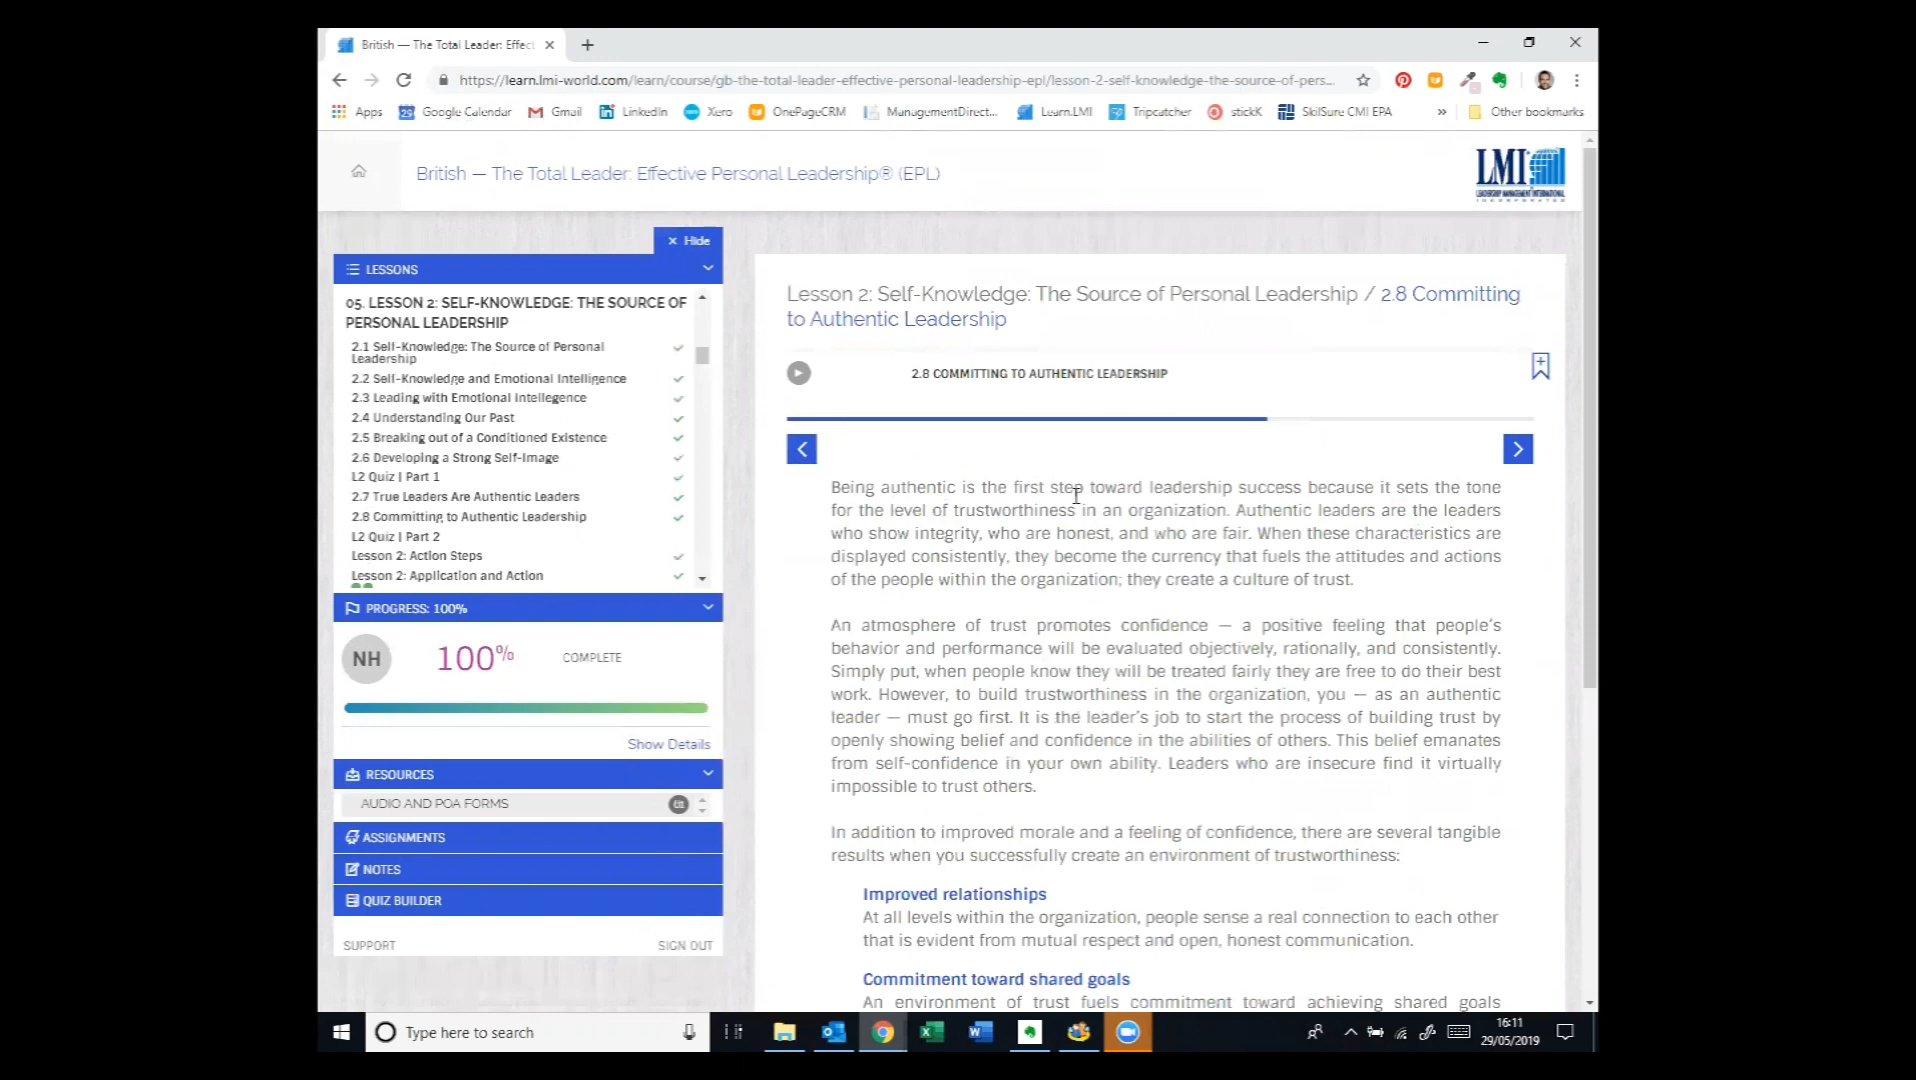 British — The Total Leader: Effect
https://learn.lmi-world.com/learn/course/gb-the-total-leader-effective-personal-leadership-epl/lesson-2-self-knowledge-the-source-of-pers...
Apps
Google Calendar
Gmail
LinkedIn
Xero
OnePageCRM
ManagementDirect...
Learn.LMI
Tripcatcher
stickK
SkilSure CMI EPA
»
Other bookmarks
British — The Total Leader: Effective Personal Leadership® (EPL)
LMI
LEADERSHIP MANAGEMENT INTERNATIONAL
INCORPORATED
× Hide
LESSONS
05. LESSON 2: SELF-KNOWLEDGE: THE SOURCE OF
PERSONAL LEADERSHIP
2.1 Self-Knowledge: The Source of Personal
Leadership
2.2 Self-Knowledge and Emotional Intelligence
2.3 Leading with Emotional Intellegence
2.4 Understanding Our Past
2.5 Breaking out of a Conditioned Existence
2.6 Developing a Strong Self-Image
L2 Quiz | Part 1
2.7 True Leaders Are Authentic Leaders
2.8 Committing to Authentic Leadership
L2 Quiz | Part 2
Lesson 2: Action Steps
Lesson 2: Application and Action
PROGRESS: 100%
NH
100%
COMPLETE
Show Details
RESOURCES
AUDIO AND POA FORMS
ASSIGNMENTS
NOTES
QUIZ BUILDER
SUPPORT
SIGN OUT
Lesson 2: Self-Knowledge: The Source of Personal Leadership / 2.8 Committing
to Authentic Leadership
2.8 COMMITTING TO AUTHENTIC LEADERSHIP
Being authentic is the first step toward leadership success because it sets the tone
for the level of trustworthiness in an organization. Authentic leaders are the leaders
who show integrity, who are honest, and who are fair. When these characteristics are
displayed consistently, they become the currency that fuels the attitudes and actions
of the people within the organization; they create a culture of trust.
An atmosphere of trust promotes confidence — a positive feeling that people's
behavior and performance will be evaluated objectively, rationally, and consistently.
Simply put, when people know they will be treated fairly they are free to do their best
work. However, to build trustworthiness in the organization, you — as an authentic
leader — must go first. It is the leader's job to start the process of building trust by
openly showing belief and confidence in the abilities of others. This belief emanates
from self-confidence in your own ability. Leaders who are insecure find it virtually
impossible to trust others.
In addition to improved morale and a feeling of confidence, there are several tangible
results when you successfully create an environment of trustworthiness:
Improved relationships
At all levels within the organization, people sense a real connection to each other
that is evident from mutual respect and open, honest communication.
Commitment toward shared goals
An environment of trust fuels commitment toward achieving shared goals
Type here to search
16:11
29/05/2019